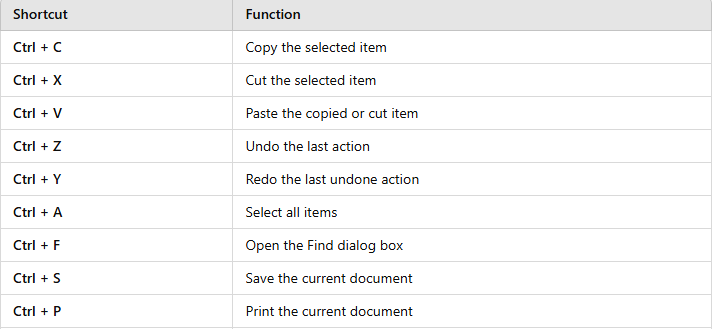 Shortcut Function
Ctrl + C Copy the selected item
Ctrl + X Cut the selected item
Ctrl + V Paste the copied or cut item
Ctrl + Z Undo the last action
Ctrl + Y Redo the last undone action
Ctrl + A Select all items
Ctrl + F Open the Find dialog box
Ctrl + S Save the current document
Ctrl + P Print the current document